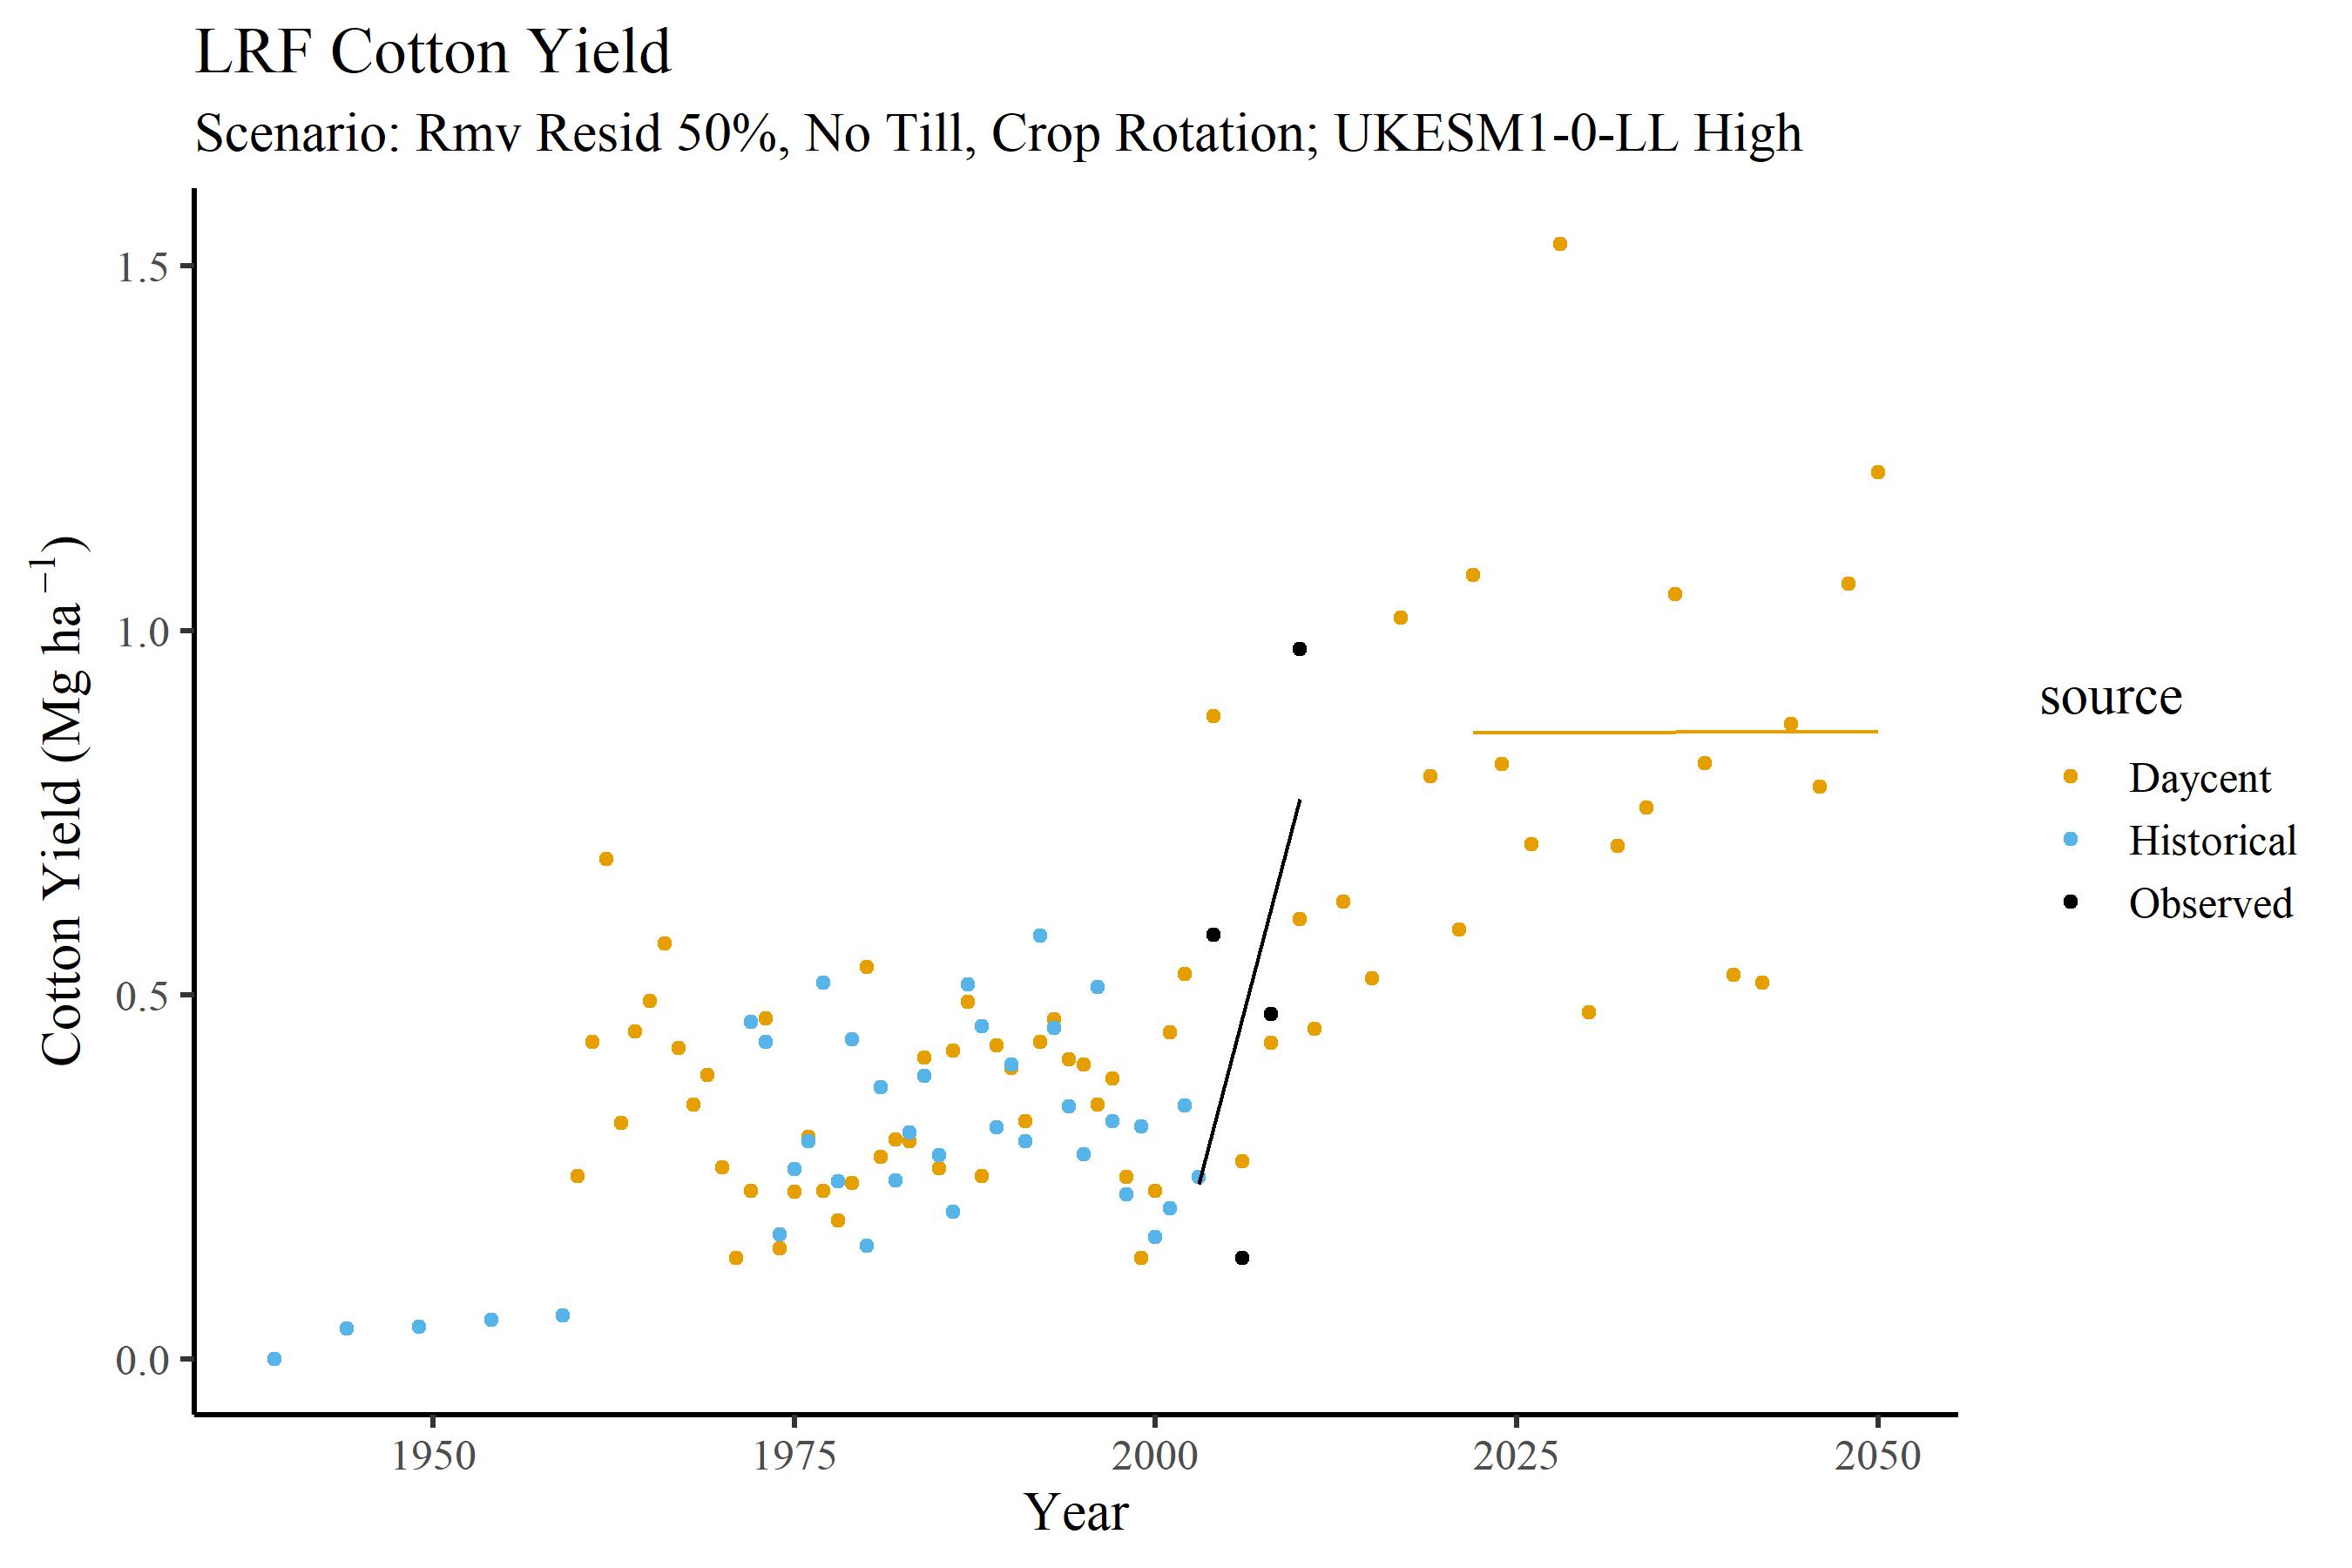 LRF Cotton Yield
Scenario: Rmv Resid 50%, No Till, Crop Rotation; UKESM1-0-LL High
Cotton Yield (Mg ha −1)
1.5
1.0
0.5
0.0
1950 1975 2000 2025 2050
Year
source
Daycent
Historical
Observed